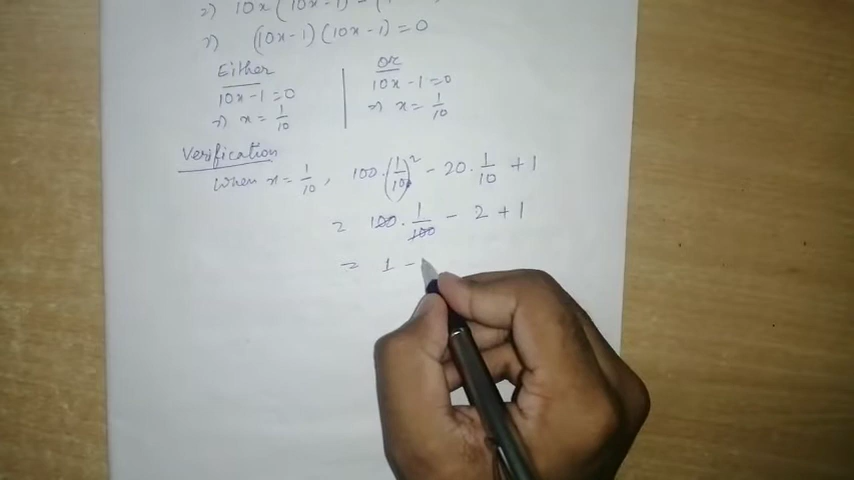 ⇒) 10x(10x-1) - (1
⇒) (10x-1)(10x-1) = 0
Either
10x-1=0
⇒) x = 1/10
OR
10x-1=0
⇒) x = 1/10
Verification
When x = 1/10, 100.(1/10)² - 20.1/10 + 1
= 100.1/100 - 2 + 1
= 1 -